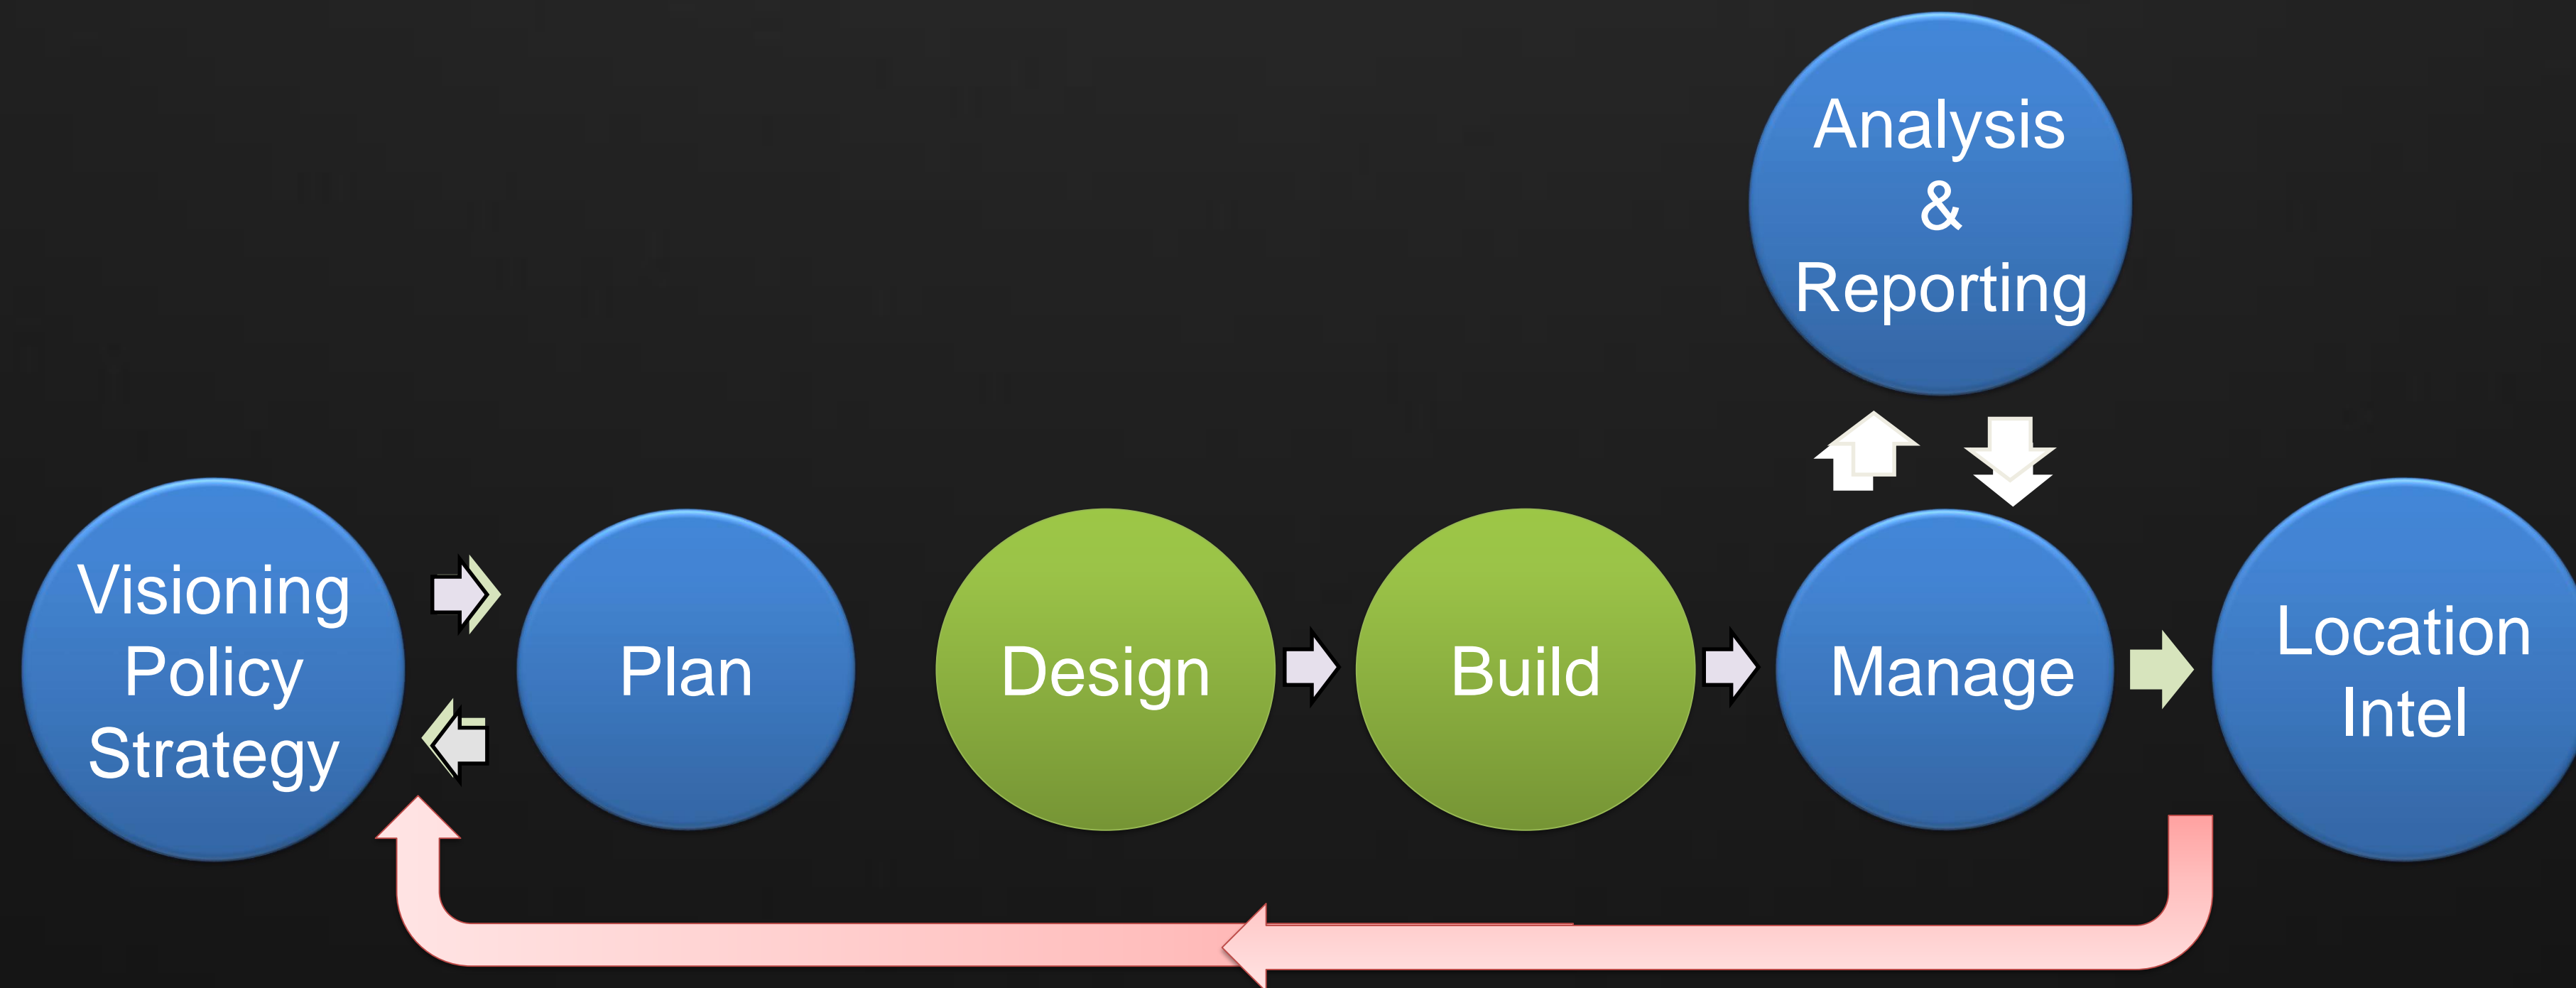 Analysis
&
Reporting
Visioning
Policy
Strategy
Plan
Design
Build
Manage
Location
Intel